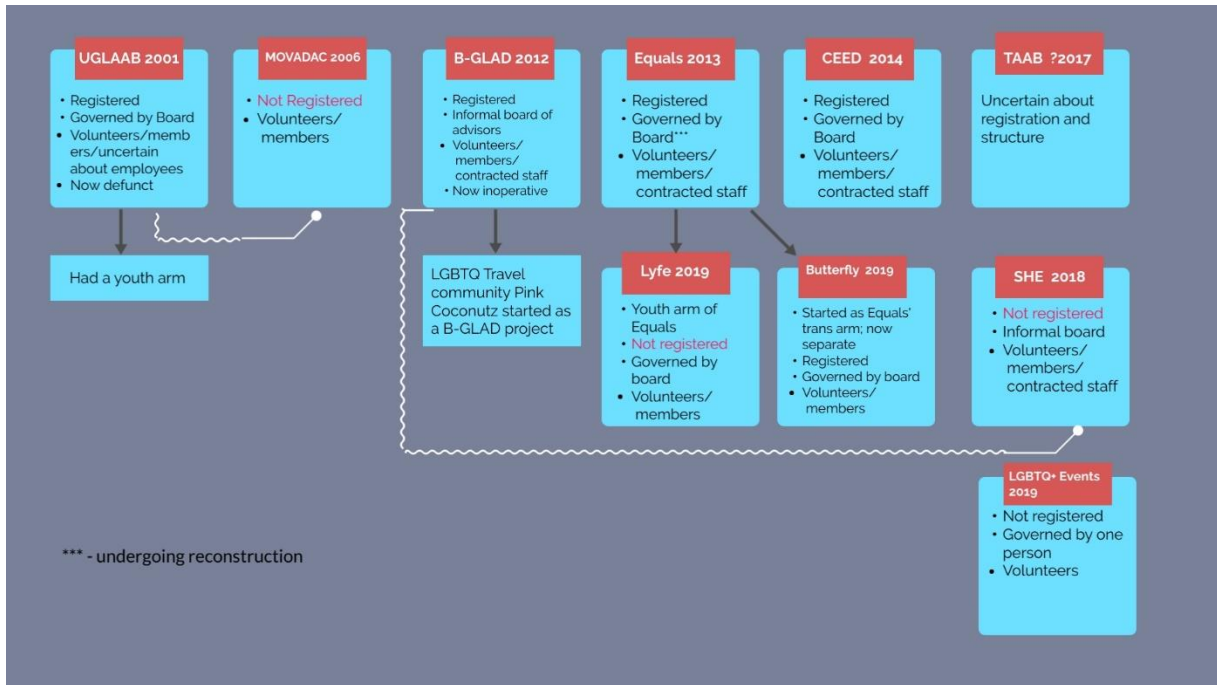 UGLAAB 2001
• Registered
• Governed by Board
• Volunteers/memb
ers/uncertain
about employees
• Now defunct
Had a youth arm
MOVADAC 2006
• Not Registered
• Volunteers/
members
B-GLAD 2012
• Registered
• Informal board of
advisors
• Volunteers/
members/
contracted staff
• Now inoperative
LGBTQ Travel
community Pink
Coconutz started as
a B-GLAD project
Equals 2013
• Registered
• Governed by
Board***
• Volunteers/
members/
contracted staff
CEED 2014
• Registered
• Governed by
Board
• Volunteers/
members/
contracted staff
TAAB ?2017
Uncertain about
registration and
structure
Lyfe 2019
• Youth arm of
Equals
• Not registered
• Governed by
board
• Volunteers/
members
Butterfly 2019
• Started as Equals'
trans arm; now
separate
• Registered
• Governed by board
• Volunteers/
members
SHE 2018
• Not registered
• Informal board
• Volunteers/
members/
contracted staff
LGBTQ+ Events
2019
• Not registered
• Governed by one
person
• Volunteers
*** - undergoing reconstruction